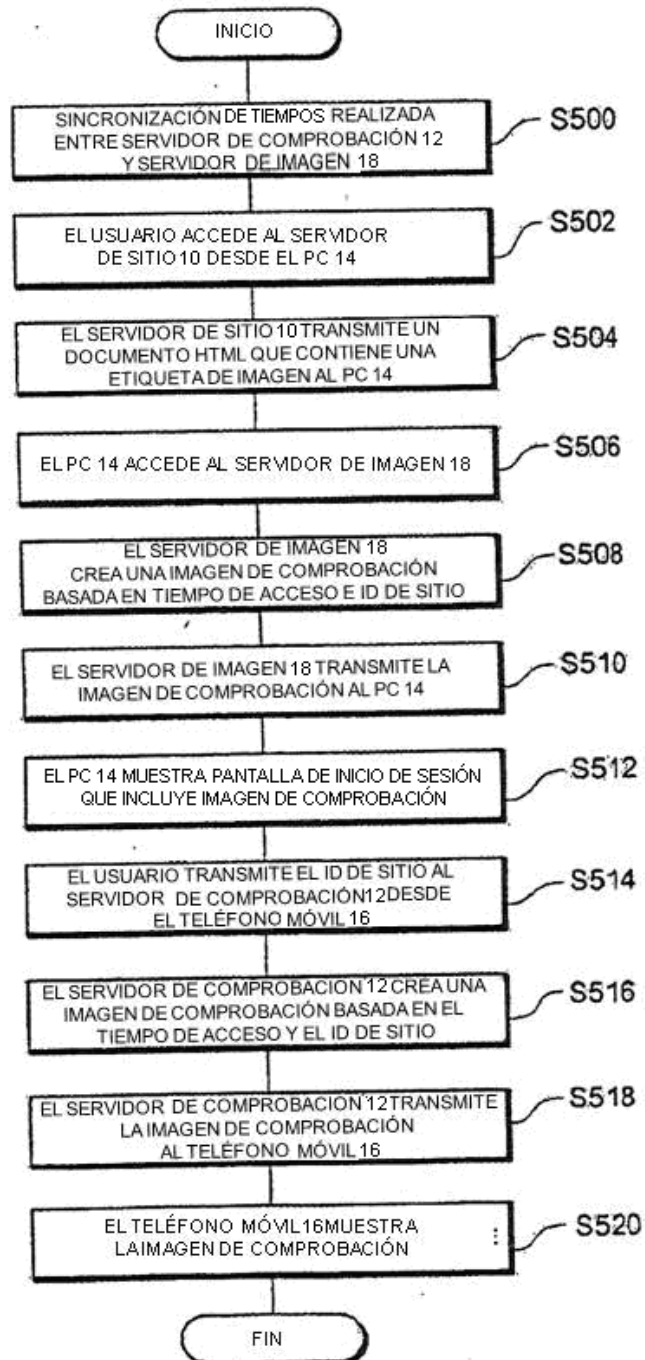 INICIO
SINCRONIZACIÓN DE TIEMPOS REALIZADA
ENTRE SERVIDOR DE COMPROBACIÓN 12
Y SERVIDOR DE IMAGEN 18
S500
EL USUARIO ACCEDE AL SERVIDOR
DE SITIO 10 DESDE EL PC 14
S502
EL SERVIDOR DE SITIO 10 TRANSMITE UN
DOCUMENTO HTML QUE CONTIENE UNA
ETIQUETA DE IMAGEN AL PC 14
S504
EL PC 14 ACCEDE AL SERVIDOR DE IMAGEN 18
S506
EL SERVIDOR DE IMAGEN 18
CREA UNA IMAGEN DE COMPROBACIÓN
BASADA EN TIEMPO DE ACCESO E ID DE SITIO
S508
EL SERVIDOR DE IMAGEN 18 TRANSMITE LA
IMAGEN DE COMPROBACIÓN AL PC 14
S510
EL PC 14 MUESTRA PANTALLA DE INICIO DE SESIÓN
QUE INCLUYE IMAGEN DE COMPROBACIÓN
S512
EL USUARIO TRANSMITE EL ID DE SITIO AL
SERVIDOR DE COMPROBACIÓN 12 DESDE
EL TELÉFONO MÓVIL 16
S514
EL SERVIDOR DE COMPROBACION 12 CREA UNA
IMAGEN DE COMPROBACIÓN BASADA EN EL
TIEMPO DE ACCESO Y EL ID DE SITIO
S516
EL SERVIDOR DE COMPROBACION 12 TRANSMITE
LA IMAGEN DE COMPROBACIÓN
AL TELÉFONO MÓVIL 16
S518
EL TELÉFONO MÓVIL 16 MUESTRA
LA IMAGEN DE COMPROBACIÓN
S520
FIN